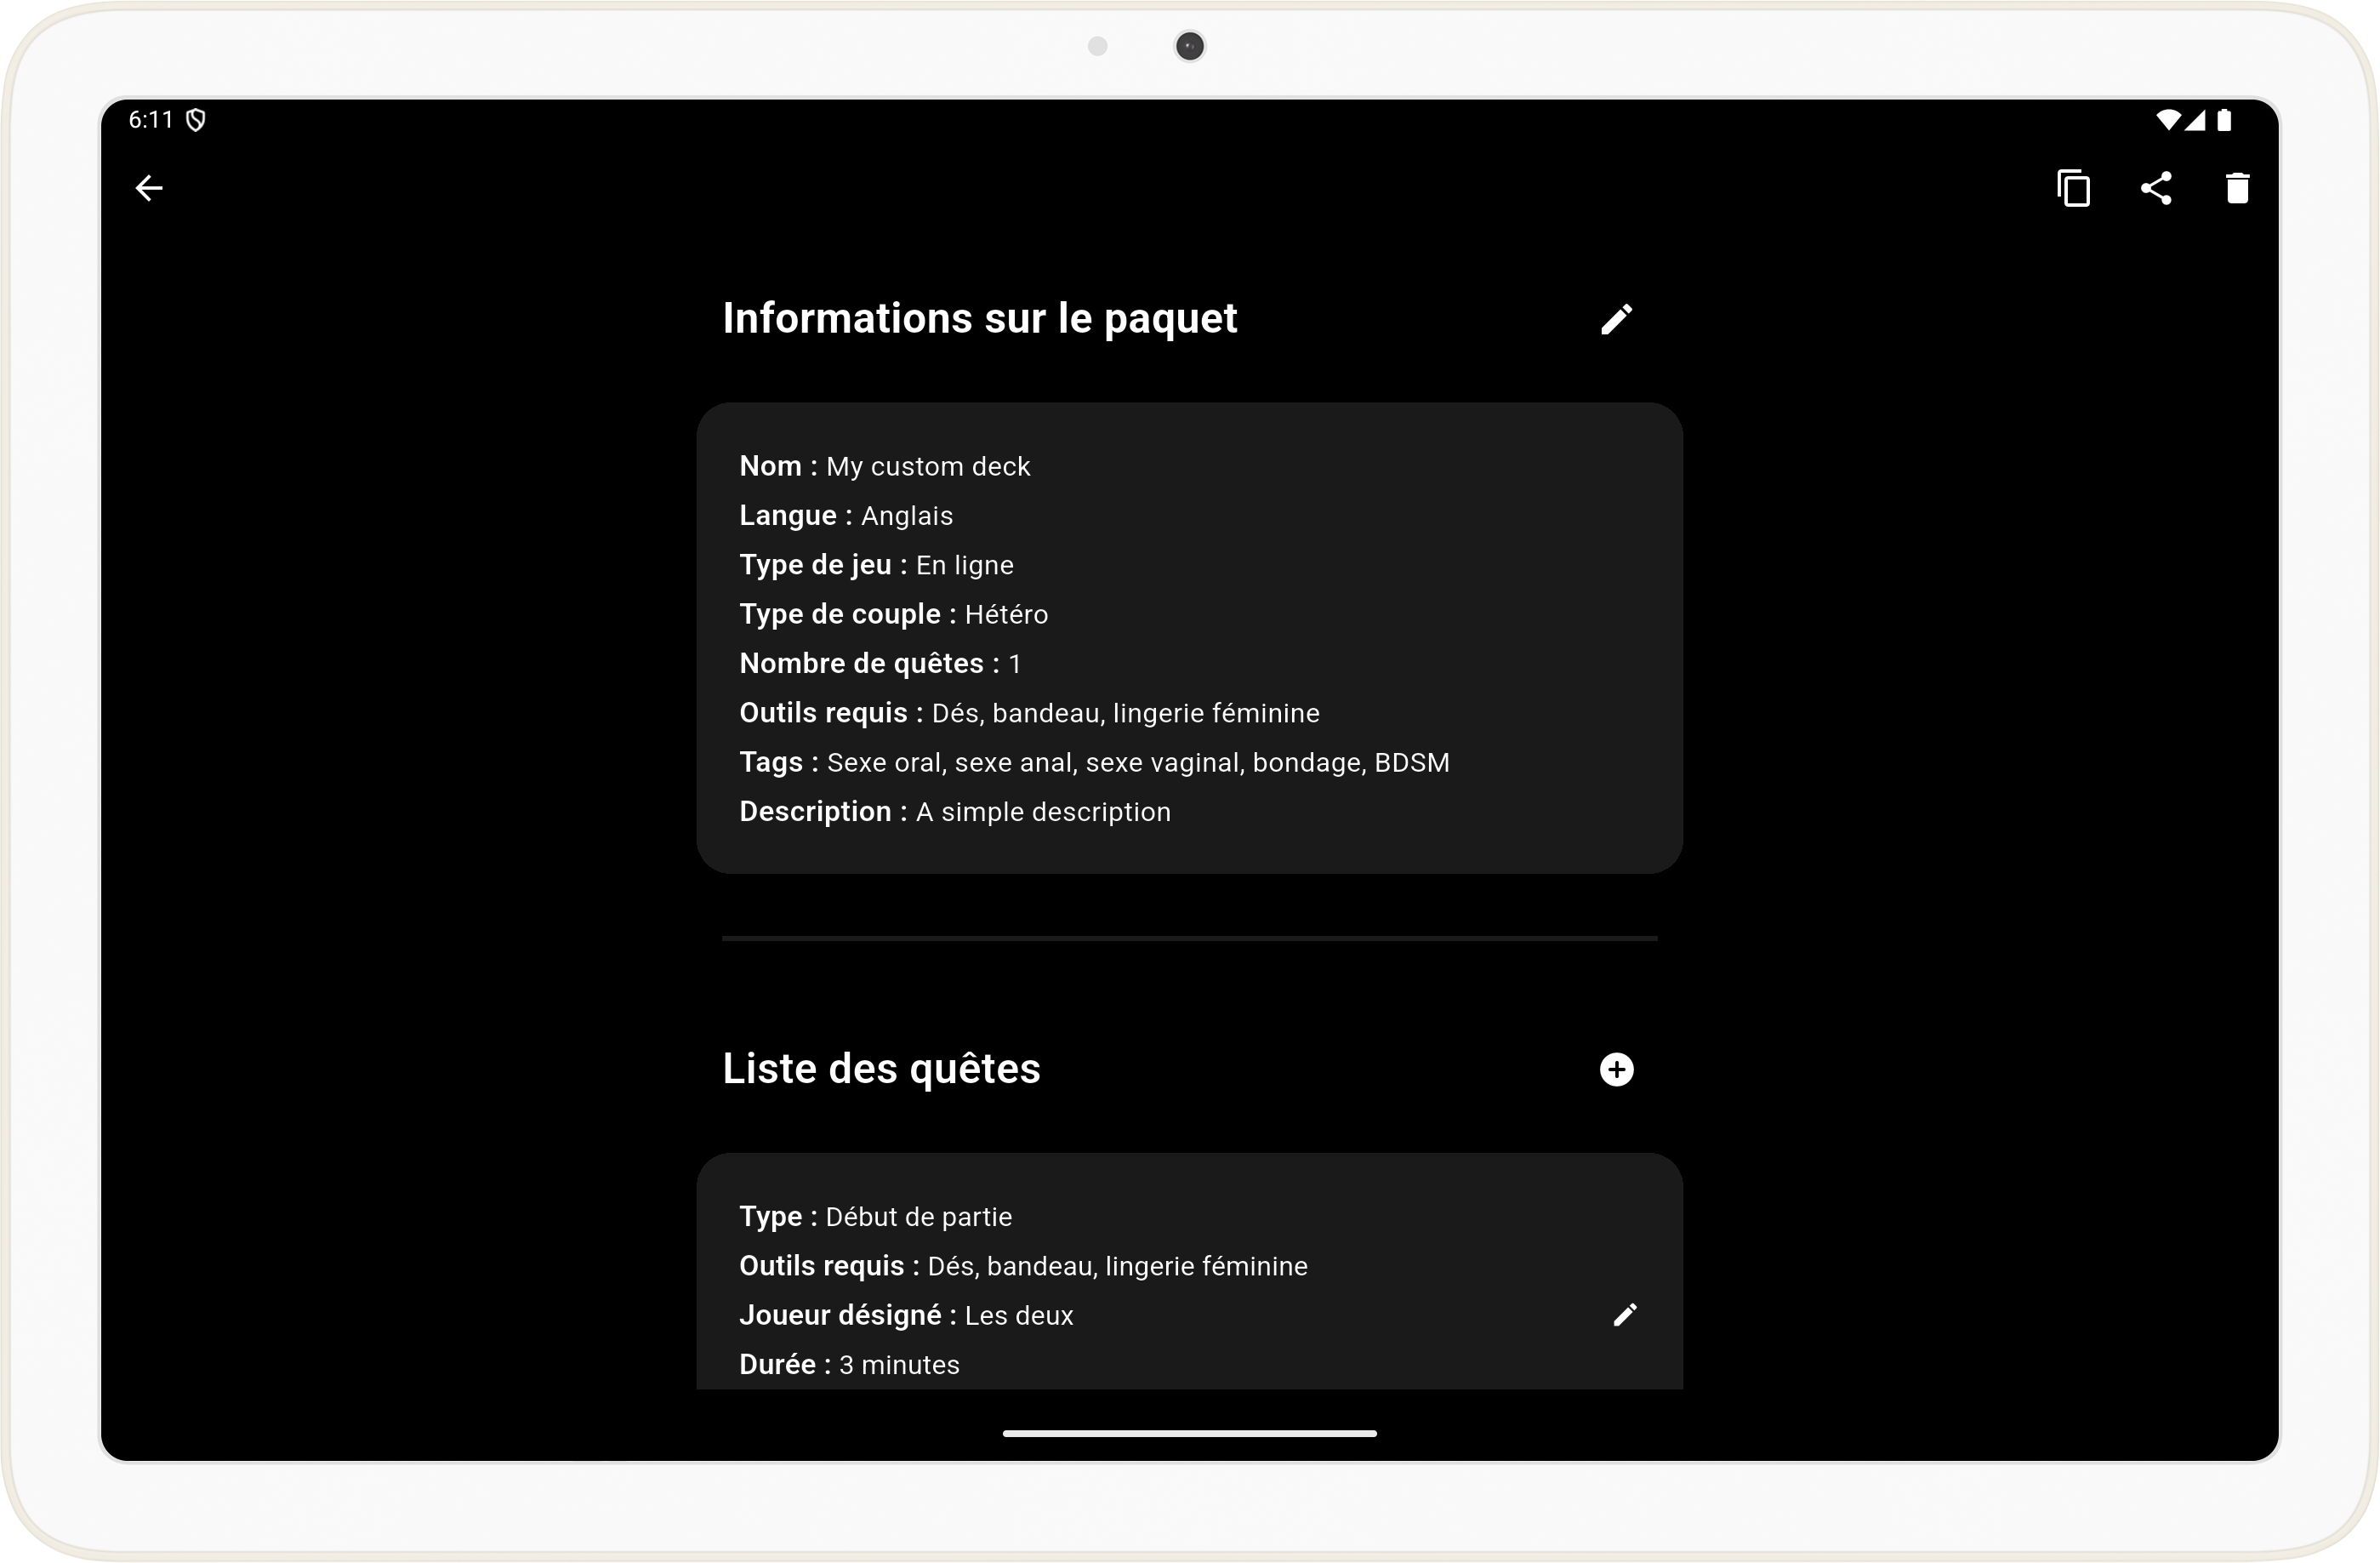 6:11
Informations sur le paquet
Nom : My custom deck
Langue : Anglais
Type de jeu : En ligne
Type de couple : Hétéro
Nombre de quêtes : 1
Outils requis : Dés, bandeau, lingerie féminine
Tags : Sexe oral, sexe anal, sexe vaginal, bondage, BDSM
Description : A simple description
Liste des quêtes
Type : Début de partie
Outils requis : Dés, bandeau, lingerie féminine
Joueur désigné : Les deux
Durée : 3 minutes